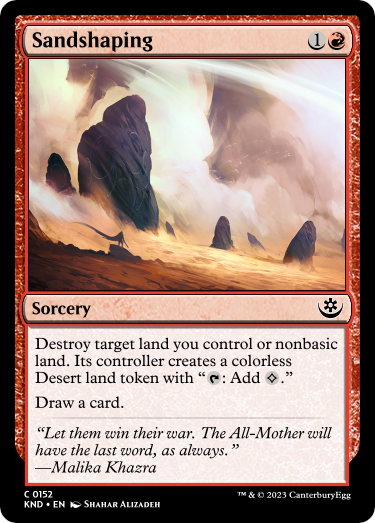 Sandshaping 1
Sorcery
Destroy target land you control or nonbasic
land. Its controller creates a colorless
Desert land token with “: Add .”
Draw a card.
“Let them win their war. The All-Mother will
have the last word, as always.”
—Malika Khazra
C 0152
KND • EN Shahar Alizadeh ™ & © 2023 CanterburyEgg